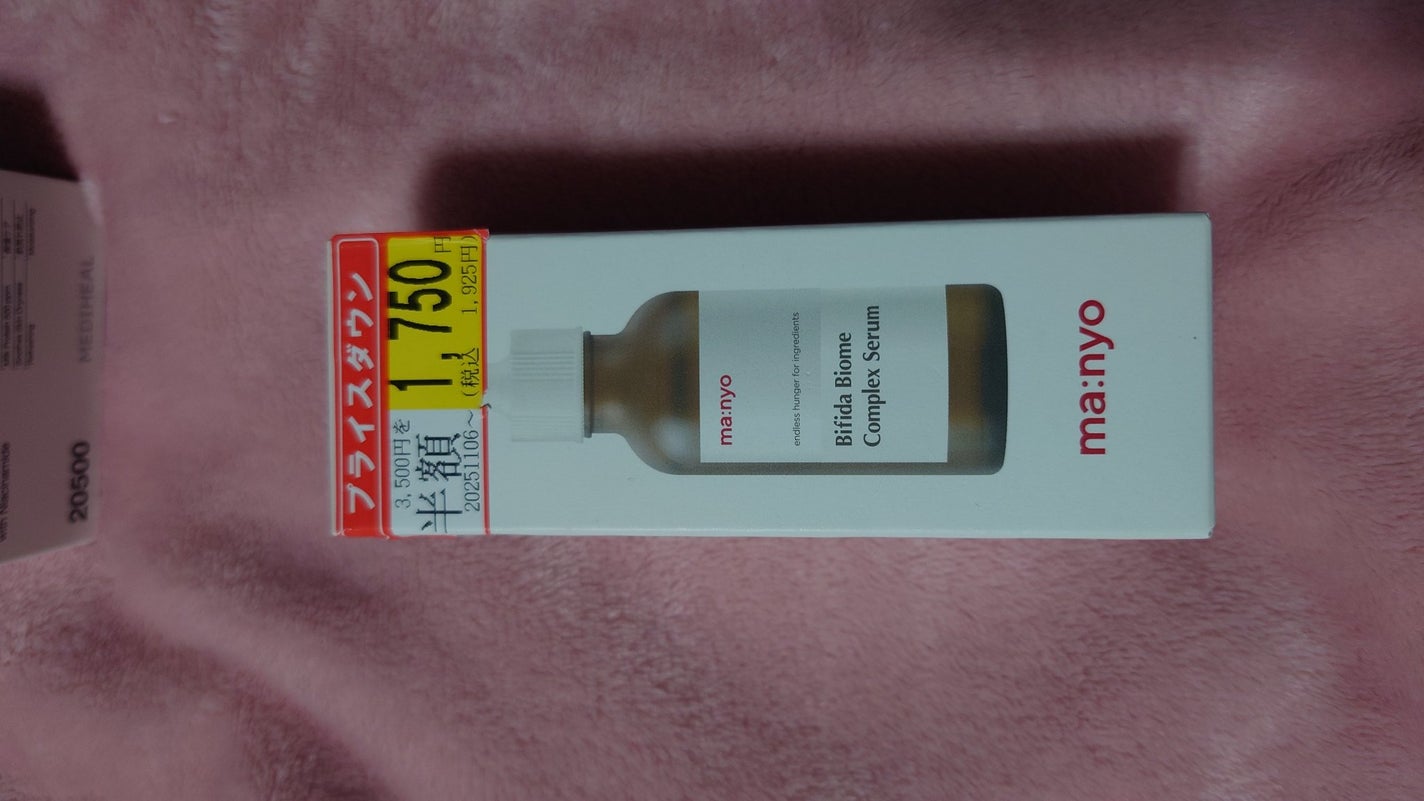 プライスダウン
3,500円を
半額
20251106~
1,750円
(税込 1,925円)
ma:nyo
endless hunger for ingredients
Bifida Biome
Complex Serum
ma:nyo
MEDITHEAL
20500
with Niacinamide